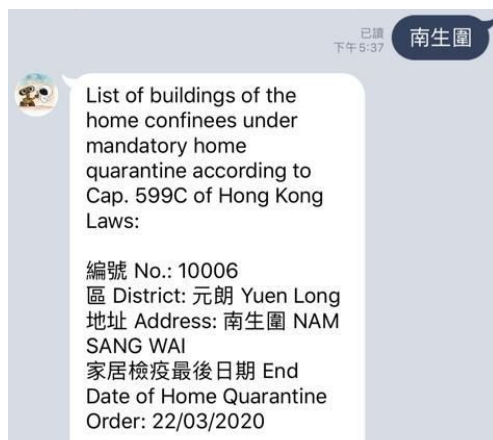 已讀
下午 5:37
南生圍
List of buildings of the
home confinees under
mandatory home
quarantine according to
Cap. 599C of Hong Kong
Laws:
編號 No.: 10006
區 District: 元朗 Yuen Long
地址 Address: 南生圍 NAM
SANG WAI
家居檢疫最後日期 End
Date of Home Quarantine
Order: 22/03/2020